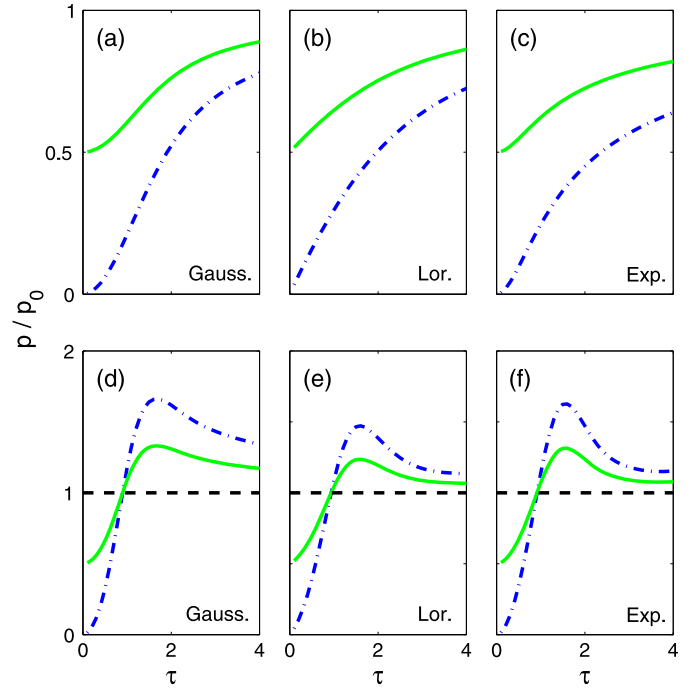 1
(a) (b) (c)
0.5
Gauss. Lor. Exp.
0
p / p0
2
(d) (e) (f)
1
Gauss. Lor. Exp.
0
0 2 4 0 2 4 0 2 4
τ τ τ